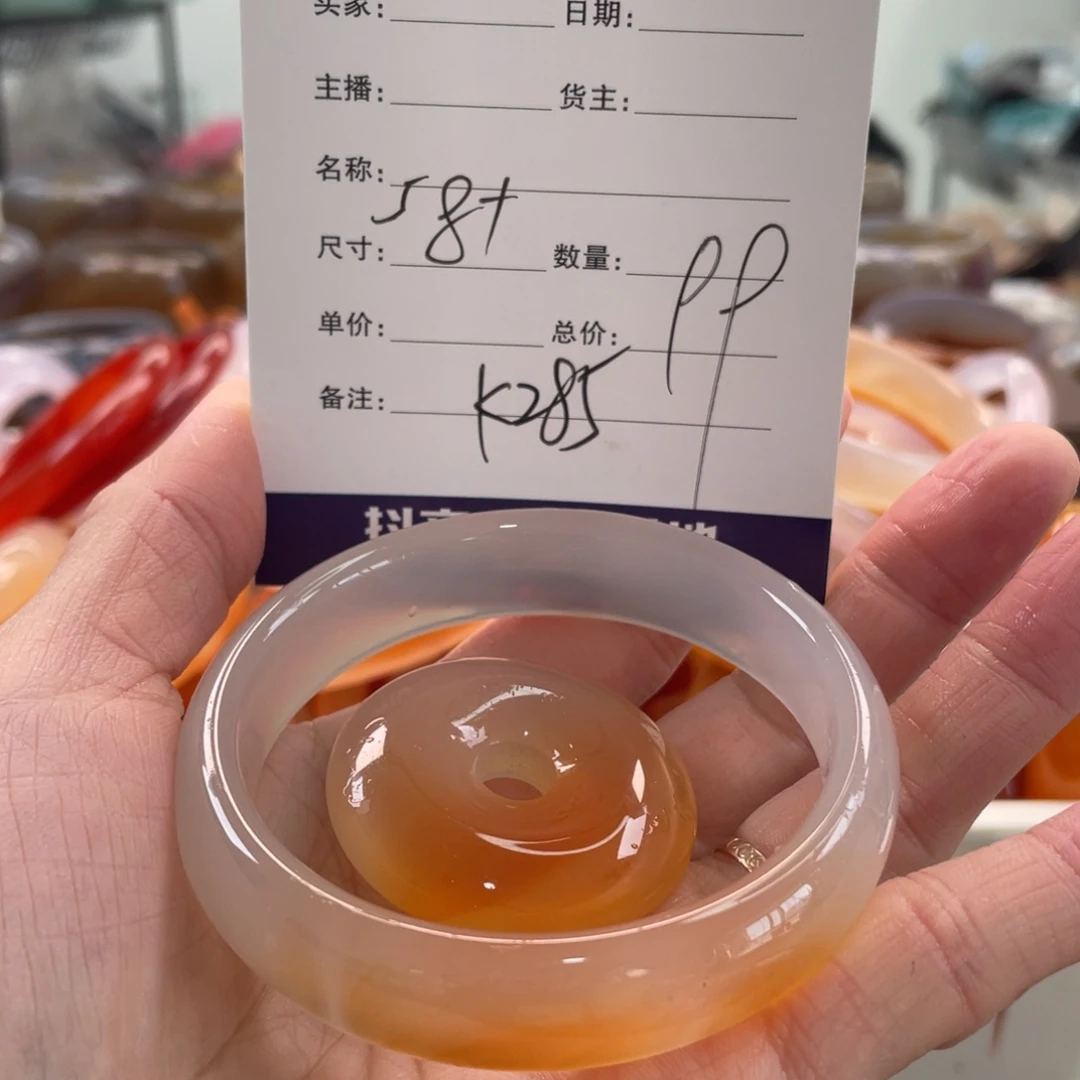 买家: 日期:
主播: 货主:
名称:
58+
尺寸: 数量:
PP
单价: 总价:
备注: K285
抖